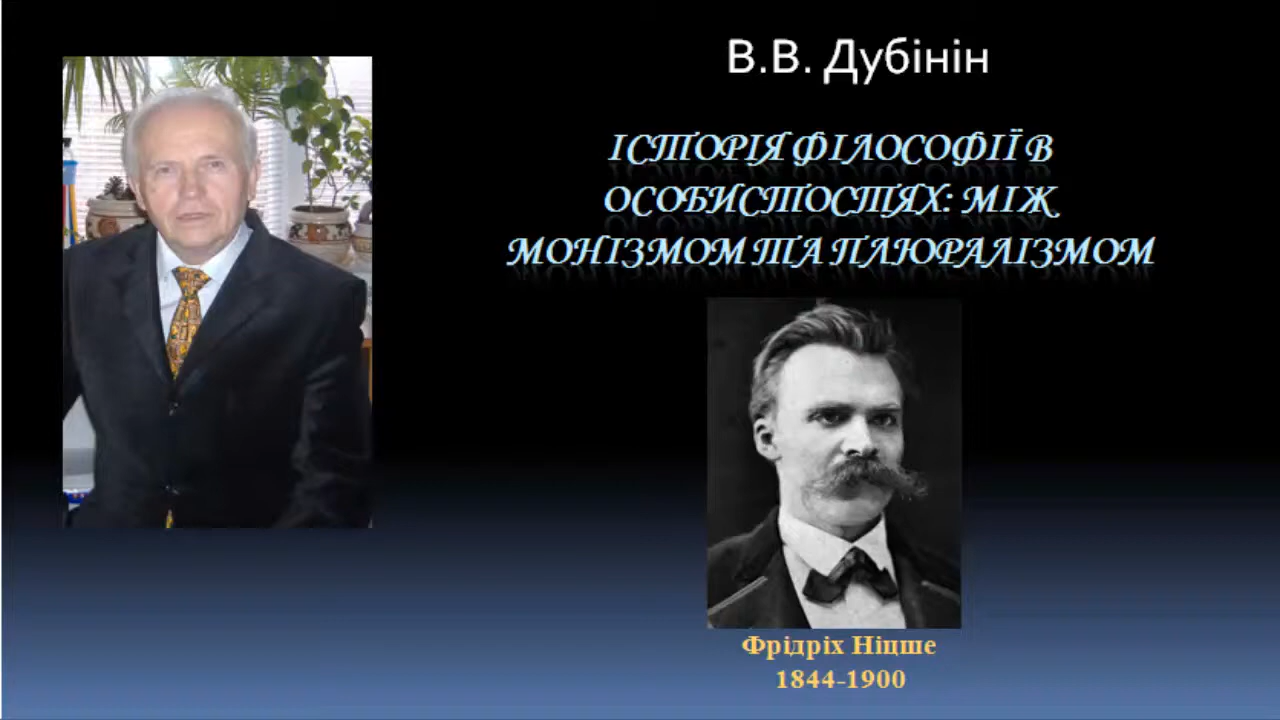 В.В. Дубінін
ІСТОРІЯ ФІЛОСОФІЇ В
ОСОБИСТОСТЯХ: МІЖ
МОНІЗМОМ ТА ПЛЮРАЛІЗМОМ
Фрідріх Ніцше
1844-1900